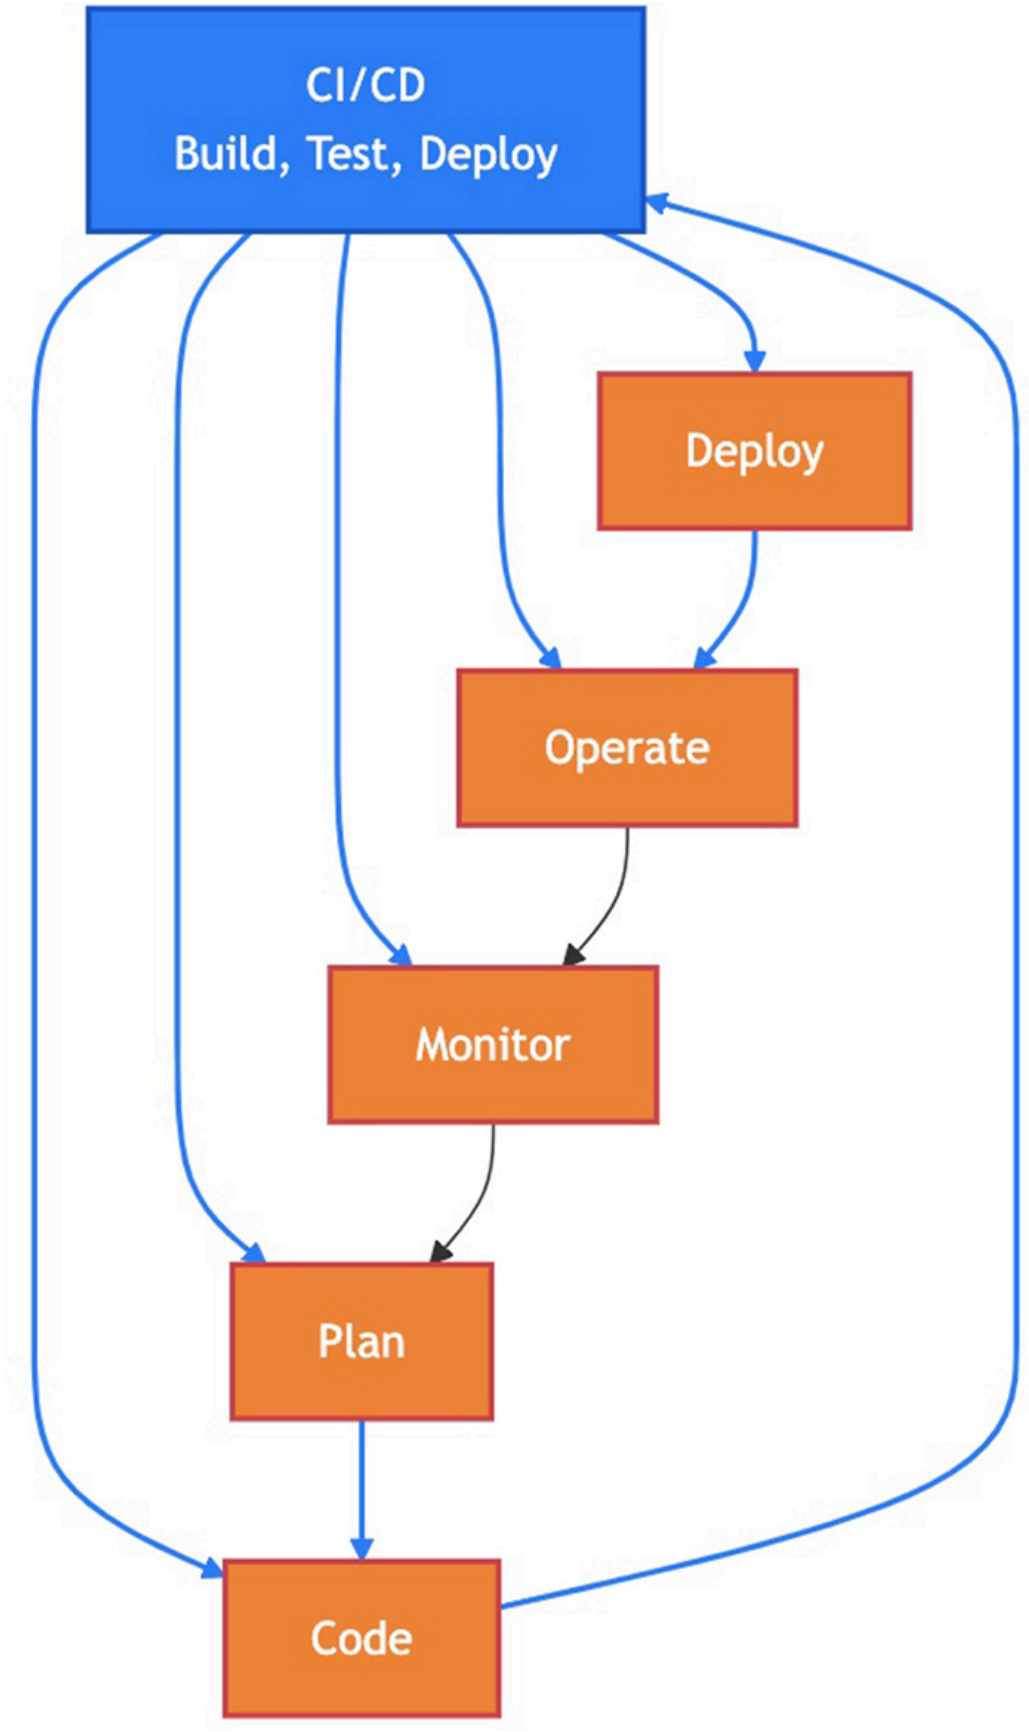 CI/CD
Build, Test, Deploy
Deploy
Operate
Monitor
Plan
Code